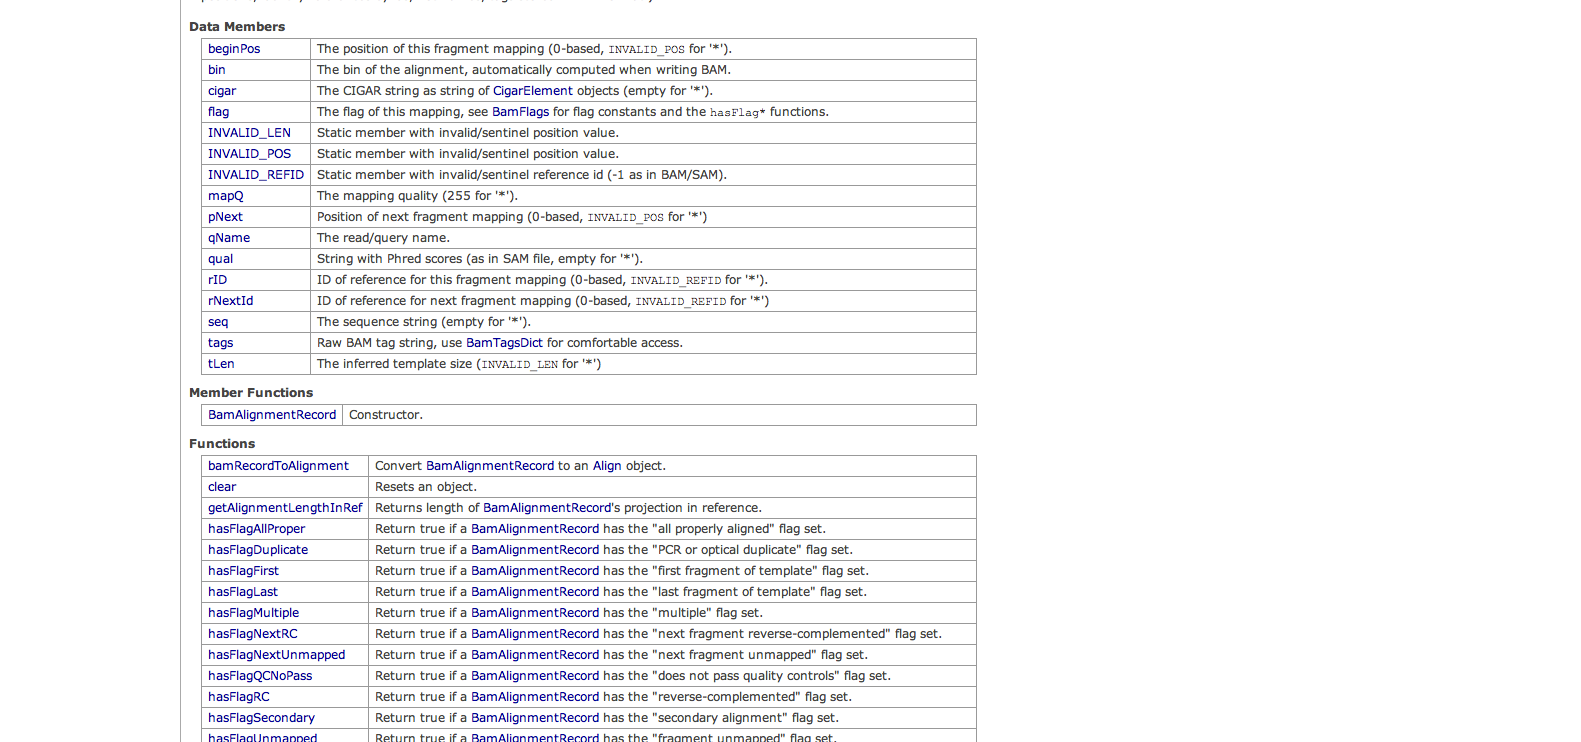 Data Members
beginPos The position of this fragment mapping (0-based, INVALID_POS for '*').
bin The bin of the alignment, automatically computed when writing BAM.
cigar The CIGAR string as string of CigarElement objects (empty for '*').
flag The flag of this mapping, see BamFlags for flag constants and the hasFlag* functions.
INVALID_LEN Static member with invalid/sentinel position value.
INVALID_POS Static member with invalid/sentinel position value.
INVALID_REFID Static member with invalid/sentinel reference id (-1 as in BAM/SAM).
mapQ The mapping quality (255 for '*').
pNext Position of next fragment mapping (0-based, INVALID_POS for '*')
qName The read/query name.
qual String with Phred scores (as in SAM file, empty for '*').
rID ID of reference for this fragment mapping (0-based, INVALID_REFID for '*').
rNextId ID of reference for next fragment mapping (0-based, INVALID_REFID for '*')
seq The sequence string (empty for '*').
tags Raw BAM tag string, use BamTagsDict for comfortable access.
tLen The inferred template size (INVALID_LEN for '*')
Member Functions
BamAlignmentRecord Constructor.
Functions
bamRecordToAlignment Convert BamAlignmentRecord to an Align object.
clear Resets an object.
getAlignmentLengthInRef Returns length of BamAlignmentRecord's projection in reference.
hasFlagAllProper Return true if a BamAlignmentRecord has the "all properly aligned" flag set.
hasFlagDuplicate Return true if a BamAlignmentRecord has the "PCR or optical duplicate" flag set.
hasFlagFirst Return true if a BamAlignmentRecord has the "first fragment of template" flag set.
hasFlagLast Return true if a BamAlignmentRecord has the "last fragment of template" flag set.
hasFlagMultiple Return true if a BamAlignmentRecord has the "multiple" flag set.
hasFlagNextRC Return true if a BamAlignmentRecord has the "next fragment reverse-complemented" flag set.
hasFlagNextUnmapped Return true if a BamAlignmentRecord has the "next fragment unmapped" flag set.
hasFlagQCNoPass Return true if a BamAlignmentRecord has the "does not pass quality controls" flag set.
hasFlagRC Return true if a BamAlignmentRecord has the "reverse-complemented" flag set.
hasFlagSecondary Return true if a BamAlignmentRecord has the "secondary alignment" flag set.
hasFlagUnmapped Return true if a BamAlignmentRecord has the "fragment unmapped" flag set.